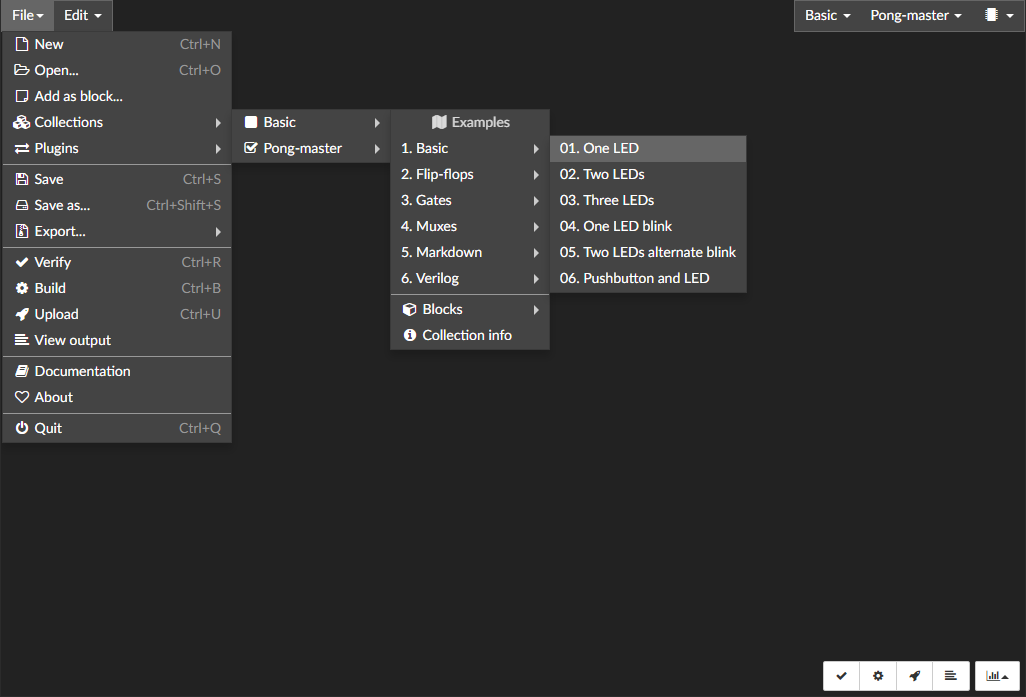 File Edit Basic Pong-master
New Ctrl+N
Open... Ctrl+O
Add as block...
Collections
Plugins
Save Ctrl+S
Save as... Ctrl+Shift+S
Export...
Verify Ctrl+R
Build Ctrl+B
Upload Ctrl+U
View output
Documentation
About
Quit Ctrl+Q
Basic
Pong-master
Examples
1. Basic
2. Flip-flops
3. Gates
4. Muxes
5. Markdown
6. Verilog
Blocks
Collection info
01. One LED
02. Two LEDs
03. Three LEDs
04. One LED blink
05. Two LEDs alternate blink
06. Pushbutton and LED